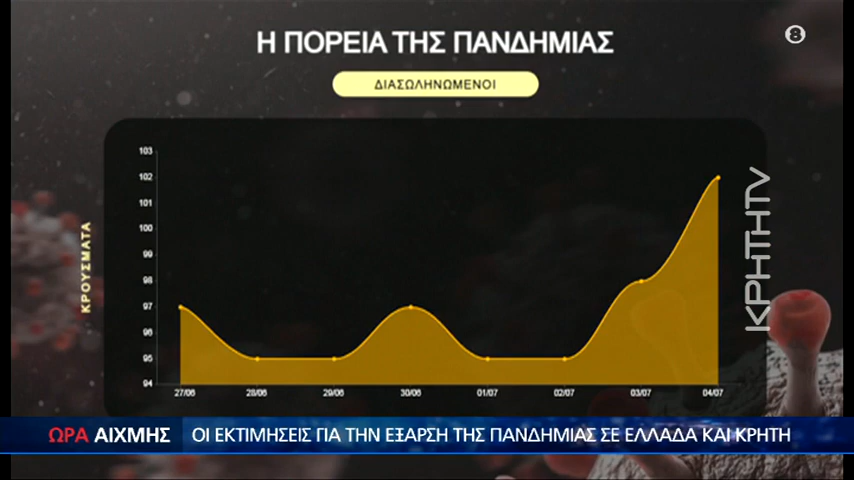 Η ΠΟΡΕΙΑ ΤΗΣ ΠΑΝΔΗΜΙΑΣ
8
ΔΙΑΣΩΛΗΝΩΜΕΝΟΙ
ΚΡΗΤΗTV
ΚΡΟΥΣΜΑΤΑ
103
102
101
100
99
98
97
96
95
94
27/06 28/06 29/06 30/06 01/07 02/07 03/07 04/07
ΩΡΑ ΑΙΧΜΗΣ ΟΙ ΕΚΤΙΜΗΣΕΙΣ ΓΙΑ ΤΗΝ ΕΞΑΡΣΗ ΤΗΣ ΠΑΝΔΗΜΙΑΣ ΣΕ ΕΛΛΑΔΑ ΚΑΙ ΚΡΗΤΗ